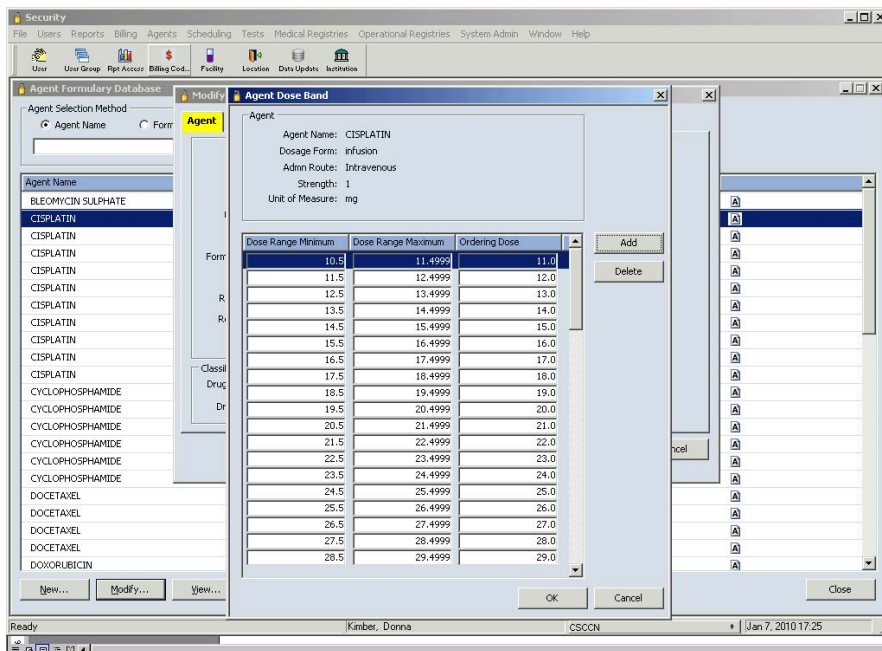 Security
File Users Reports Billing Agents Scheduling Tests Medical Registries Operational Registries System Admin Window Help
User User Group Rpt Access Billing Cod... Facility Location Data Update Institution
Agent Formulary Database
Agent Selection Method
Agent Name Form
Agent Name
BLEOMYCIN SULPHATE
CISPLATIN
CISPLATIN
CISPLATIN
CISPLATIN
CISPLATIN
CISPLATIN
CISPLATIN
CISPLATIN
CISPLATIN
CISPLATIN
CYCLOPHOSPHAMIDE
CYCLOPHOSPHAMIDE
CYCLOPHOSPHAMIDE
CYCLOPHOSPHAMIDE
CYCLOPHOSPHAMIDE
CYCLOPHOSPHAMIDE
DOCETAXEL
DOCETAXEL
DOCETAXEL
DOCETAXEL
DOXORUBICIN
New... Modify... View... Close
Modify
Agent
Form
R
Classif
Drug
Dr
ncel
Agent Dose Band
Agent
Agent Name: CISPLATIN
Dosage Form: infusion
Admn Route: Intravenous
Strength: 1
Unit of Measure: mg
Dose Range Minimum Dose Range Maximum Ordering Dose
10.5 11.4999 11.0
11.5 12.4999 12.0
12.5 13.4999 13.0
13.5 14.4999 14.0
14.5 15.4999 15.0
15.5 16.4999 16.0
16.5 17.4999 17.0
17.5 18.4999 18.0
18.5 19.4999 19.0
19.5 20.4999 20.0
20.5 21.4999 21.0
21.5 22.4999 22.0
22.5 23.4999 23.0
23.5 24.4999 24.0
24.5 25.4999 25.0
25.5 26.4999 26.0
26.5 27.4999 27.0
27.5 28.4999 28.0
28.5 29.4999 29.0
Add
Delete
OK Cancel
Ready Kimber, Donna CSCCN Jan 7, 2010 17:25